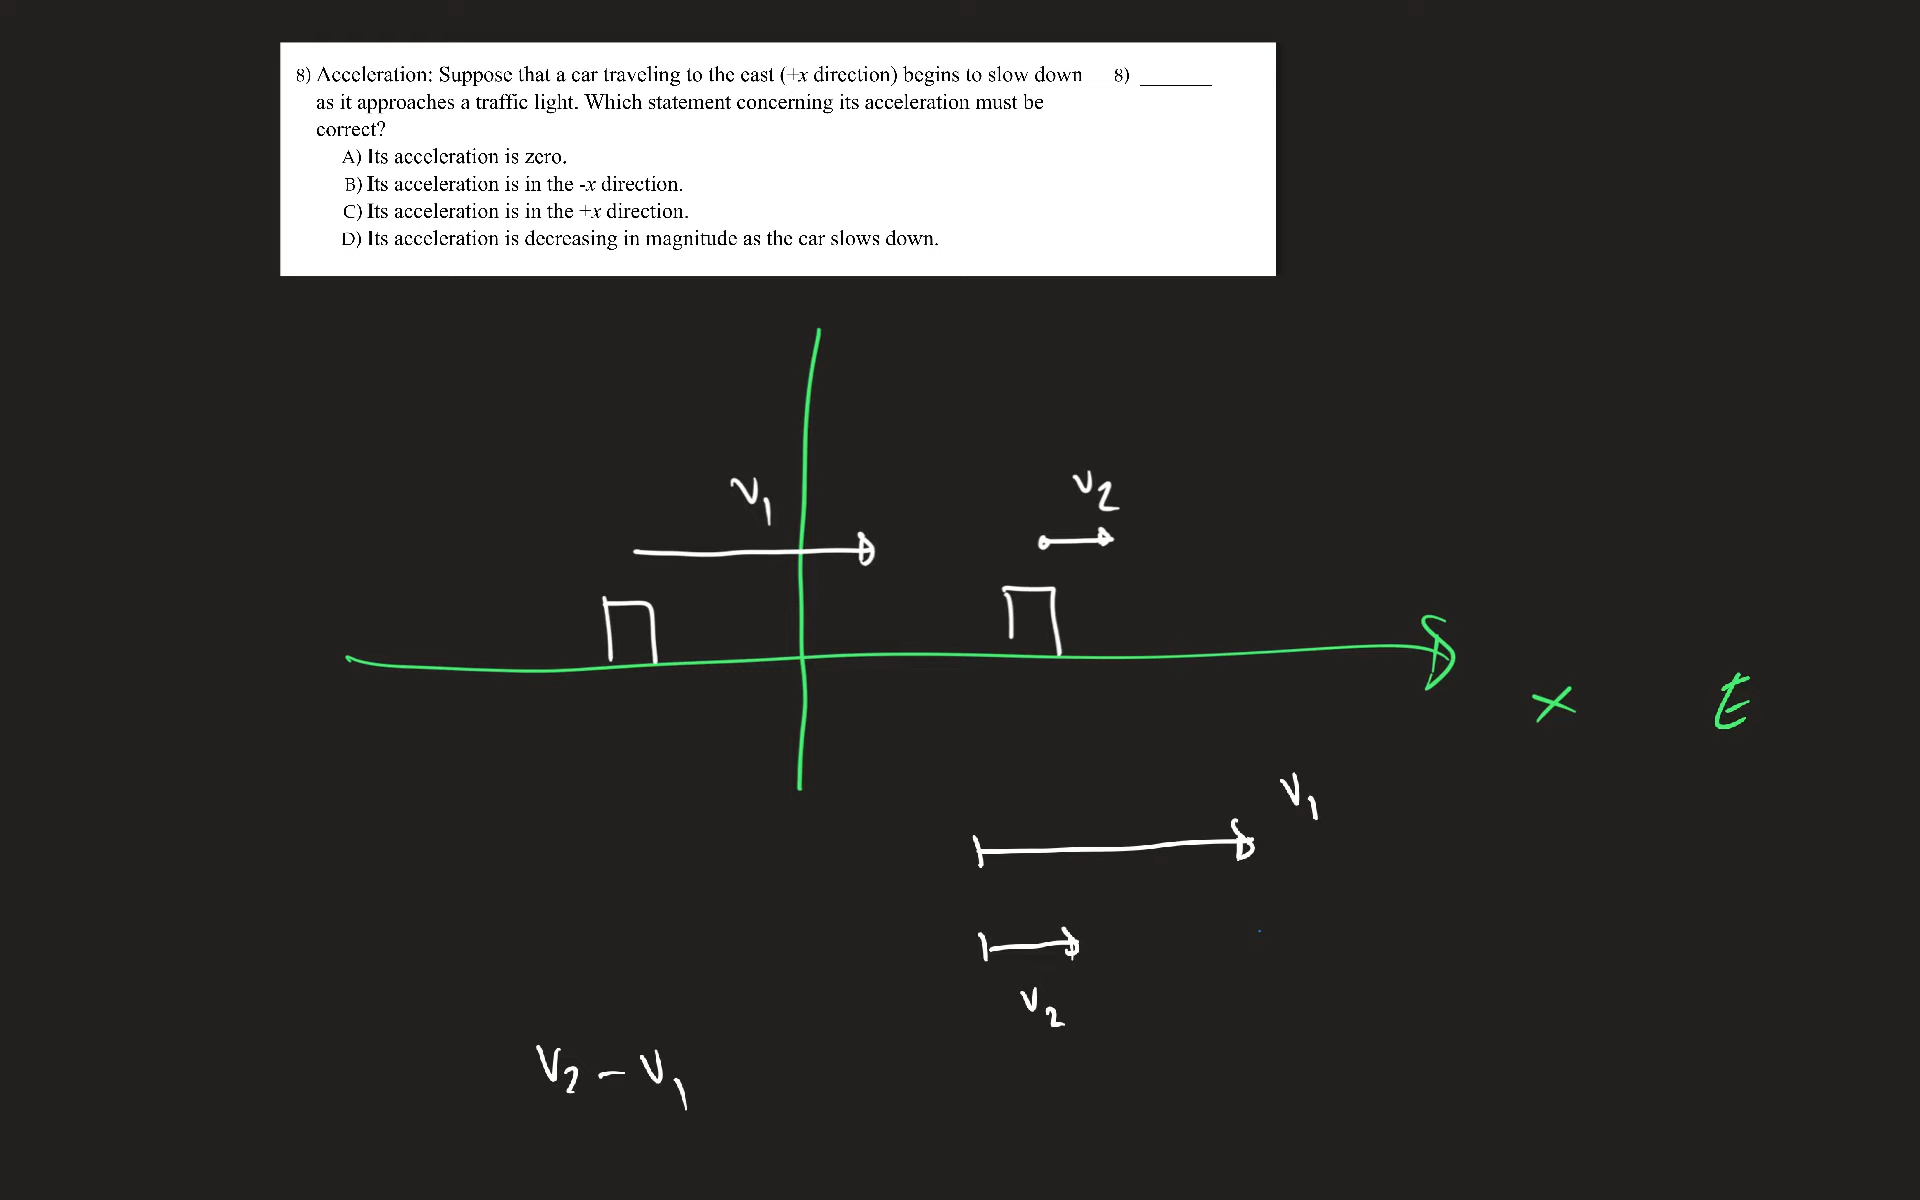 8) Acceleration: Suppose that a car traveling to the east (+x direction) begins to slow down 8) ________
as it approaches a traffic light. Which statement concerning its acceleration must be
correct?
A) Its acceleration is zero.
B) Its acceleration is in the -x direction.
C) Its acceleration is in the +x direction.
D) Its acceleration is decreasing in magnitude as the car slows down.
V₁ V₂
x E
V₁
V₂
V₂ - V₁